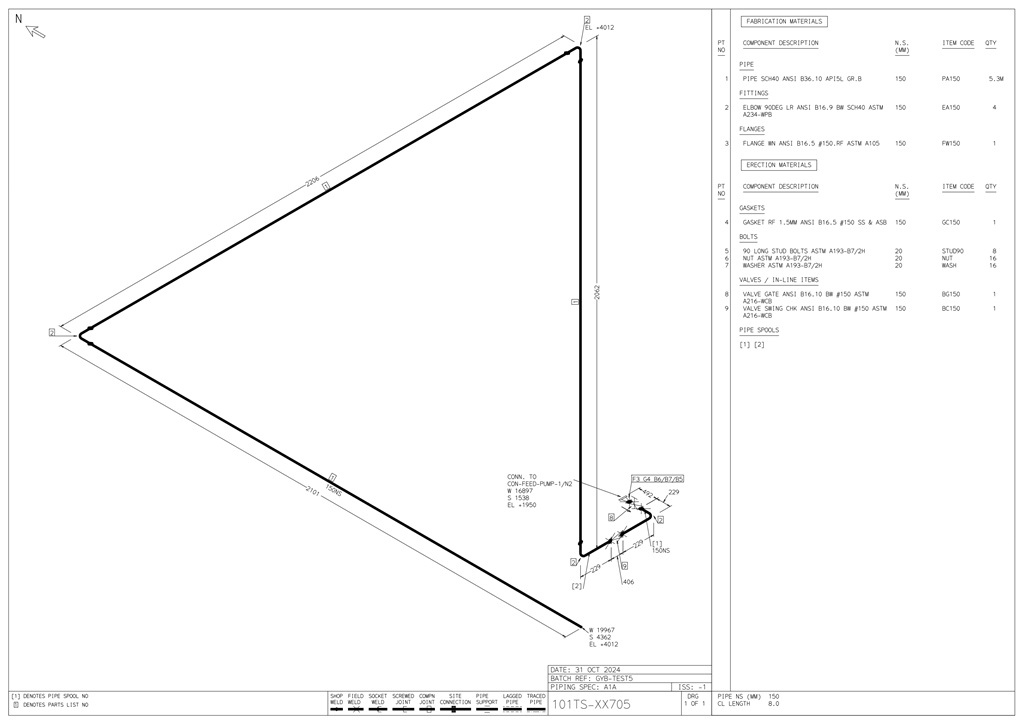 N
2
EL +4012
2206
1
1
2062
2
1
150NS
2101
CONN. TO
CON-FEED-PUMP-1/N2
W 16897
S 1538
EL +1950
F3 G4 B6/B7/B5
492
229
8
2
[1]
150NS
229
2
229
9
406
[2]
W 19967
S 4362
EL +4012
FABRICATION MATERIALS
PT NO COMPONENT DESCRIPTION N.S. (MM) ITEM CODE QTY
PIPE
1 PIPE SCH40 ANSI B36.10 API5L GR.B 150 PA150 5.3M
FITTINGS
2 ELBOW 90DEG LR ANSI B16.9 BW SCH40 ASTM 150 EA150 4
A234-WPB
FLANGES
3 FLANGE WN ANSI B16.5 #150.RF ASTM A105 150 FW150 1
ERECTION MATERIALS
PT NO COMPONENT DESCRIPTION N.S. (MM) ITEM CODE QTY
GASKETS
4 GASKET RF 1.5MM ANSI B16.5 #150 SS & ASB 150 GC150 1
BOLTS
5 90 LONG STUD BOLTS ASTM A193-B7/2H 20 STUD90 8
6 NUT ASTM A193-B7/2H 20 NUT 16
7 WASHER ASTM A193-B7/2H 20 WASH 16
VALVES / IN-LINE ITEMS
8 VALVE GATE ANSI B16.10 BW #150 ASTM 150 BG150 1
A216-WCB
9 VALVE SWING CHK ANSI B16.10 BW #150 ASTM 150 BC150 1
A216-WCB
PIPE SPOOLS
[1] [2]
DATE: 31 OCT 2024
BATCH REF: GYB-TEST5
PIPING SPEC: A1A ISS: -1
[1] DENOTES PIPE SPOOL NO
DENOTES PARTS LIST NO
SHOP WELD FIELD WELD SOCKET WELD SCREWED JOINT COMPN JOINT SITE CONNECTION PIPE SUPPORT LAGGED PIPE TRACED PIPE
101TS-XX705
DRG
1 OF 1
PIPE NS (MM) 150
CL LENGTH 8.0